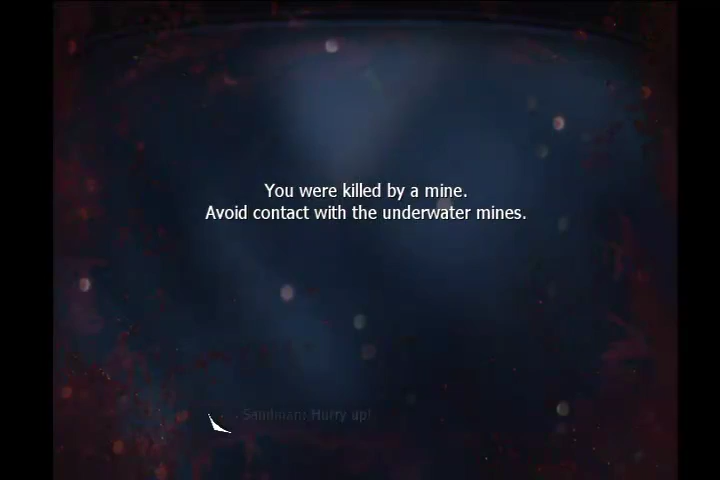 You were killed by a mine.
Avoid contact with the underwater mines.
Sandman: Hurry up!